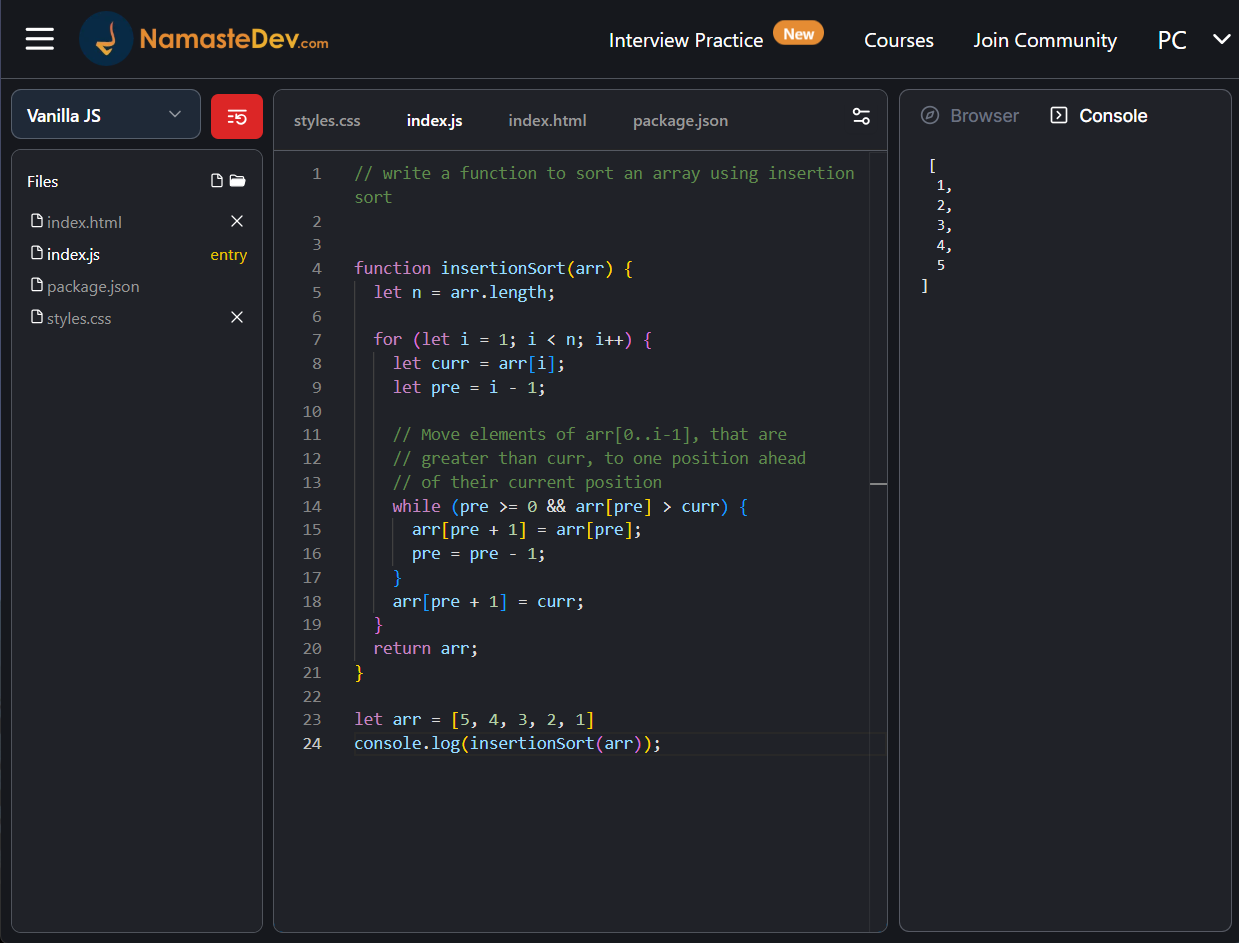 NamasteDev.com
Interview Practice New Courses Join Community PC
Vanilla JS
Files
index.html
index.js entry
package.json
styles.css
styles.css index.js index.html package.json
1 // write a function to sort an array using insertion
sort
2
3
4 function insertionSort(arr) {
5   let n = arr.length;
6
7   for (let i = 1; i < n; i++) {
8     let curr = arr[i];
9     let pre = i - 1;
10
11     // Move elements of arr[0..i-1], that are
12     // greater than curr, to one position ahead
13     // of their current position
14     while (pre >= 0 && arr[pre] > curr) {
15       arr[pre + 1] = arr[pre];
16       pre = pre - 1;
17     }
18     arr[pre + 1] = curr;
19   }
20   return arr;
21 }
22
23 let arr = [5, 4, 3, 2, 1]
24 console.log(insertionSort(arr));
Browser Console
[
1,
2,
3,
4,
5
]